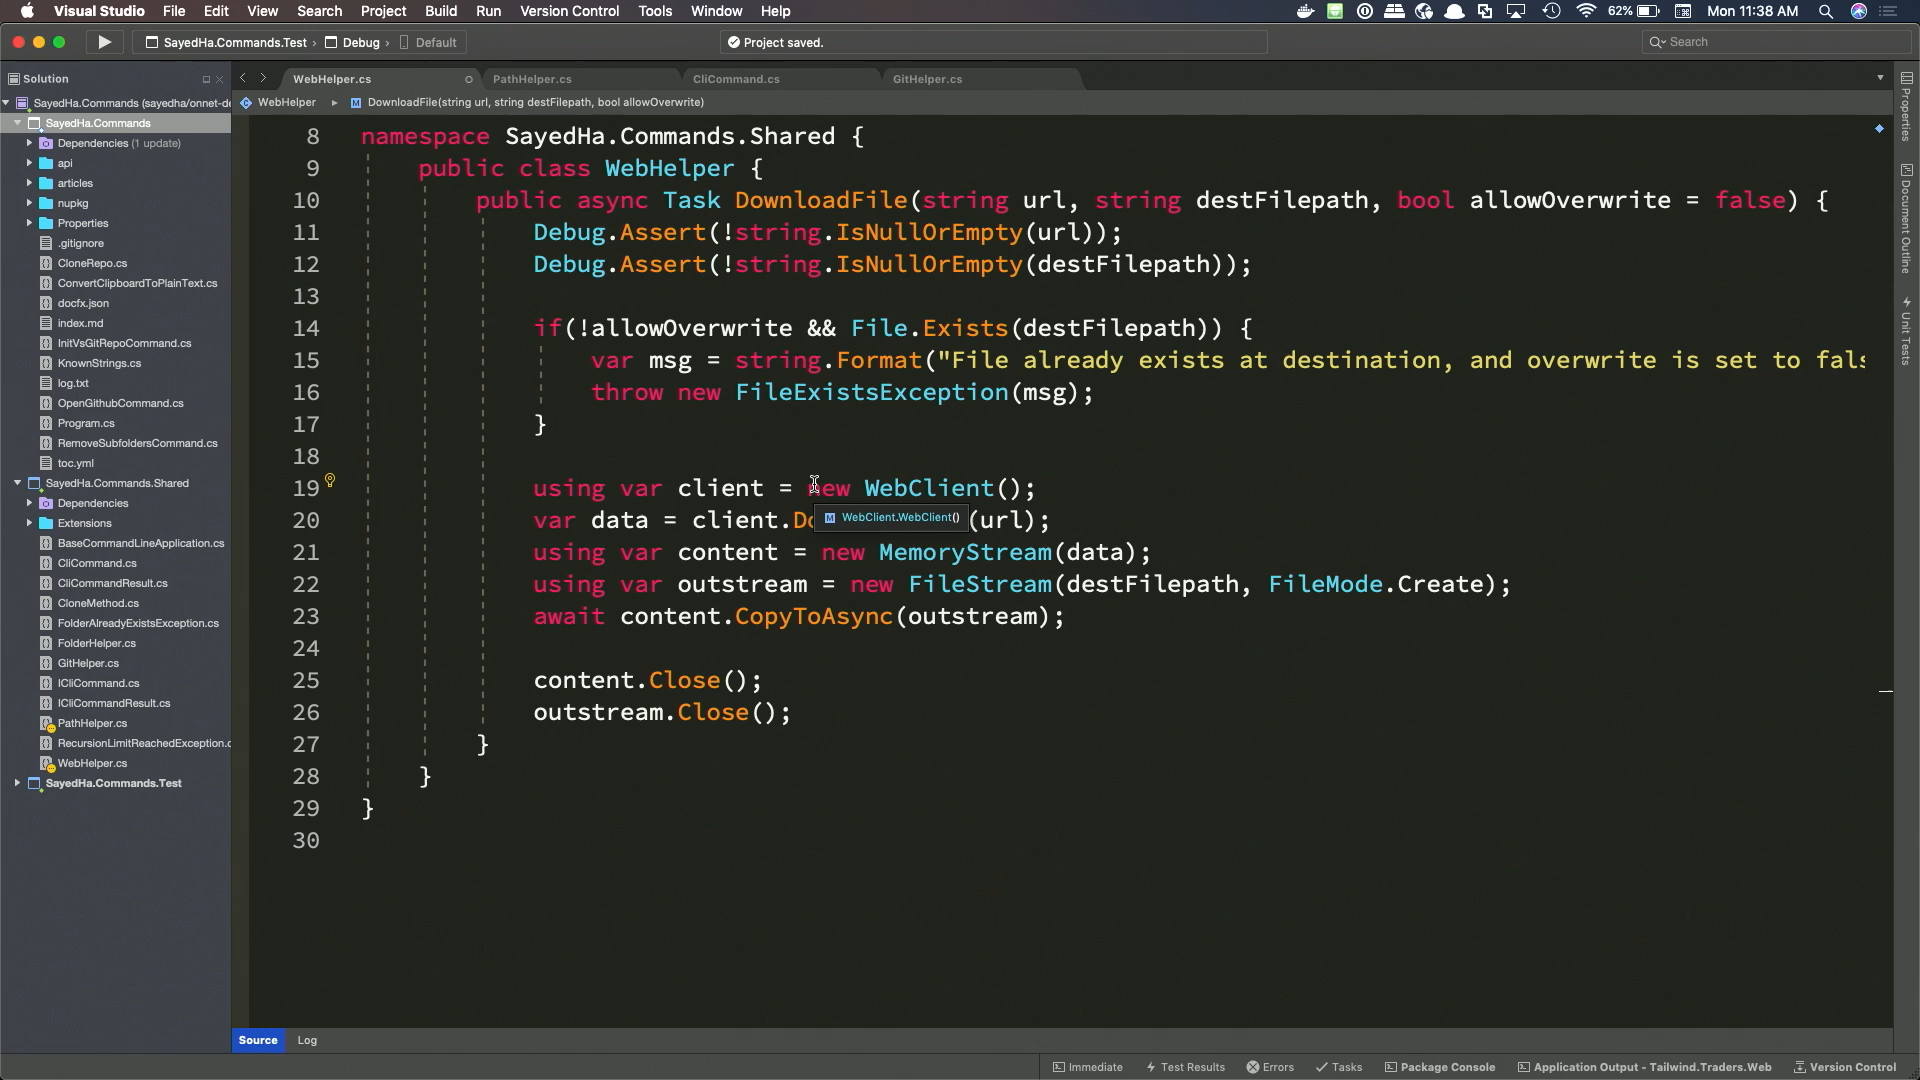 Visual Studio File Edit View Search Project Build Run Version Control Tools Window Help
62% Mon 11:38 AM
SayedHa.Commands.Test › Debug › Default
Project saved.
Search
Solution
SayedHa.Commands (sayedha/onnet-de
SayedHa.Commands
Dependencies (1 update)
api
articles
nupkg
Properties
.gitignore
CloneRepo.cs
ConvertClipboardToPlainText.cs
docfx.json
index.md
InitVsGitRepoCommand.cs
KnownStrings.cs
log.txt
OpenGithubCommand.cs
Program.cs
RemoveSubfoldersCommand.cs
toc.yml
SayedHa.Commands.Shared
Dependencies
Extensions
BaseCommandLineApplication.cs
CliCommand.cs
CliCommandResult.cs
CloneMethod.cs
FolderAlreadyExistsException.cs
FolderHelper.cs
GitHelper.cs
ICliCommand.cs
ICliCommandResult.cs
PathHelper.cs
RecursionLimitReachedException.c
WebHelper.cs
SayedHa.Commands.Test
WebHelper.cs PathHelper.cs CliCommand.cs GitHelper.cs
WebHelper ▸ DownloadFile(string url, string destFilepath, bool allowOverwrite)
8 namespace SayedHa.Commands.Shared {
9 public class WebHelper {
10 public async Task DownloadFile(string url, string destFilepath, bool allowOverwrite = false) {
11 Debug.Assert(!string.IsNullOrEmpty(url));
12 Debug.Assert(!string.IsNullOrEmpty(destFilepath));
13
14 if(!allowOverwrite && File.Exists(destFilepath)) {
15 var msg = string.Format("File already exists at destination, and overwrite is set to fals
16 throw new FileExistsException(msg);
17 }
18
19 using var client = new WebClient();
20 var data = client.Do (url);
WebClient.WebClient()
21 using var content = new MemoryStream(data);
22 using var outstream = new FileStream(destFilepath, FileMode.Create);
23 await content.CopyToAsync(outstream);
24
25 content.Close();
26 outstream.Close();
27 }
28 }
29 }
30
Source Log
Properties
Document Outline
Unit Tests
Immediate Test Results Errors Tasks Package Console Application Output - Tailwind.Traders.Web Version Control